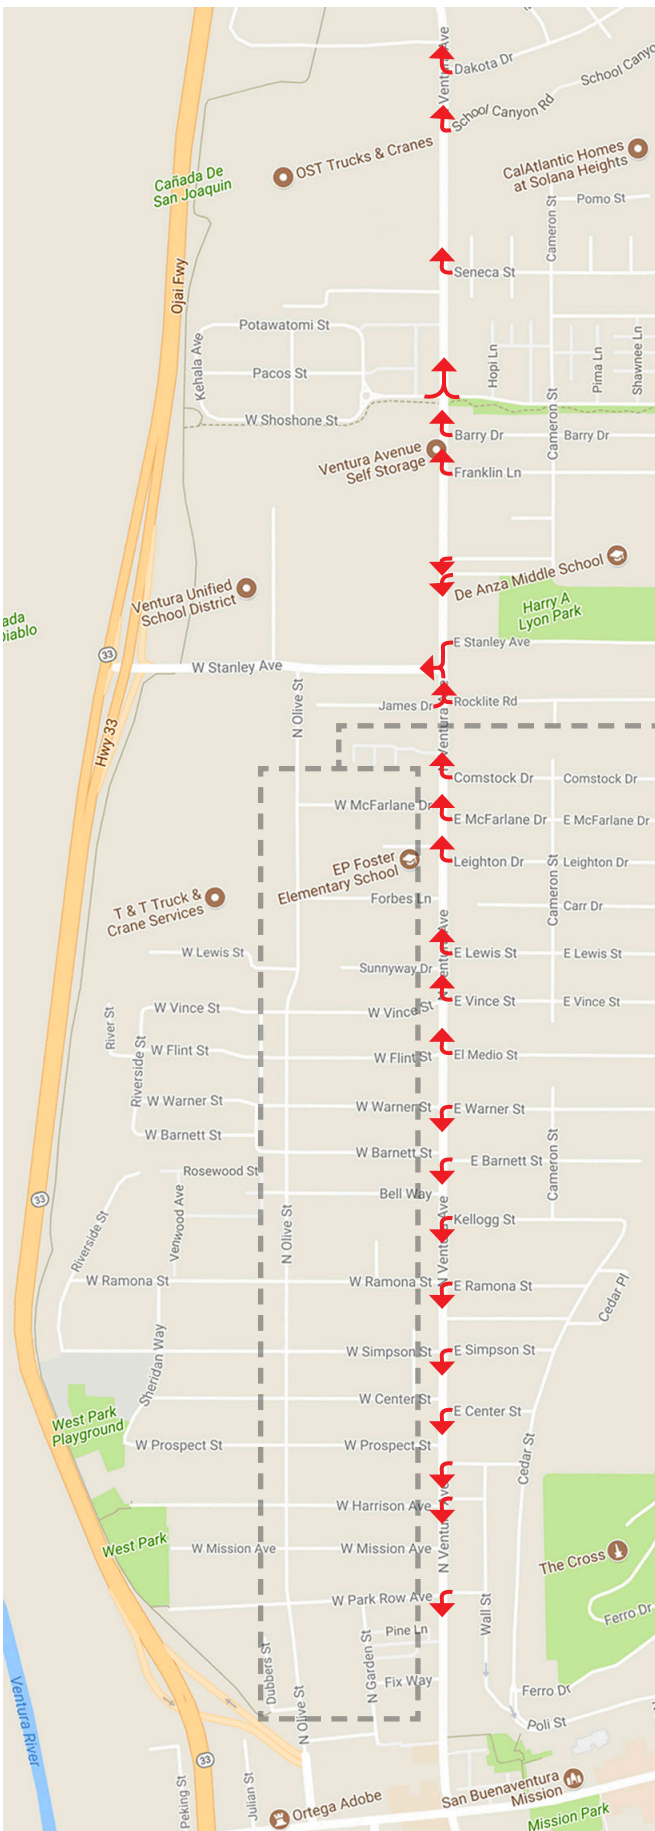 Ventura Ave
Dakota Dr
School Canyon Rd
School Canyo
OST Trucks & Cranes
CalAtlantic Homes
at Solana Heights
Cañada De
San Joaquin
Pomo St
Cameron St
Ojai Fwy
Seneca St
Potawatomi St
Kehala Ave
Pacos St
Hopi Ln
Pima Ln
Shawnee Ln
W Shoshone St
Cameron St
Barry Dr
Barry Dr
Ventura Avenue
Self Storage
Franklin Ln
De Anza Middle School
Ventura Unified
School District
Harry A
Lyon Park
ada
Diablo
E Stanley Ave
33
W Stanley Ave
N Olive St
James Dr
Rocklite Rd
Hwy 33
Ventura Ave
Comstock Dr
Comstock Dr
W McFarlane Dr
E McFarlane Dr
E McFarlane Dr
EP Foster
Elementary School
Leighton Dr
Leighton Dr
T & T Truck &
Crane Services
Forbes Ln
Cameron St
Carr Dr
W Lewis St
N Ventura Ave
E Lewis St
E Lewis St
Sunnyway Dr
W Vince St
W Vince St
E Vince St
E Vince St
River St
Riverside St
W Flint St
W Flint St
El Medio St
W Warner St
W Warner St
E Warner St
W Barnett St
W Barnett St
E Barnett St
Cameron St
Rosewood St
Bell Way
33
Venwood Ave
Riverside St
N Olive St
N Ventura Ave
Kellogg St
W Ramona St
W Ramona St
E Ramona St
Cedar Pl
Sheridan Way
W Simpson St
E Simpson St
W Center St
E Center St
West Park
Playground
W Prospect St
W Prospect St
Cedar St
W Harrison Ave
N Ventura Ave
West Park
W Mission Ave
W Mission Ave
The Cross
W Park Row Ave
Wall St
Ferro Dr
Pine Ln
Dubbers St
N Garden St
Fix Way
Ferro Dr
Ventura River
N Olive St
Poli St
33
Peking St
Julian St
San Buenaventura
Mission
Ortega Adobe
Mission Park